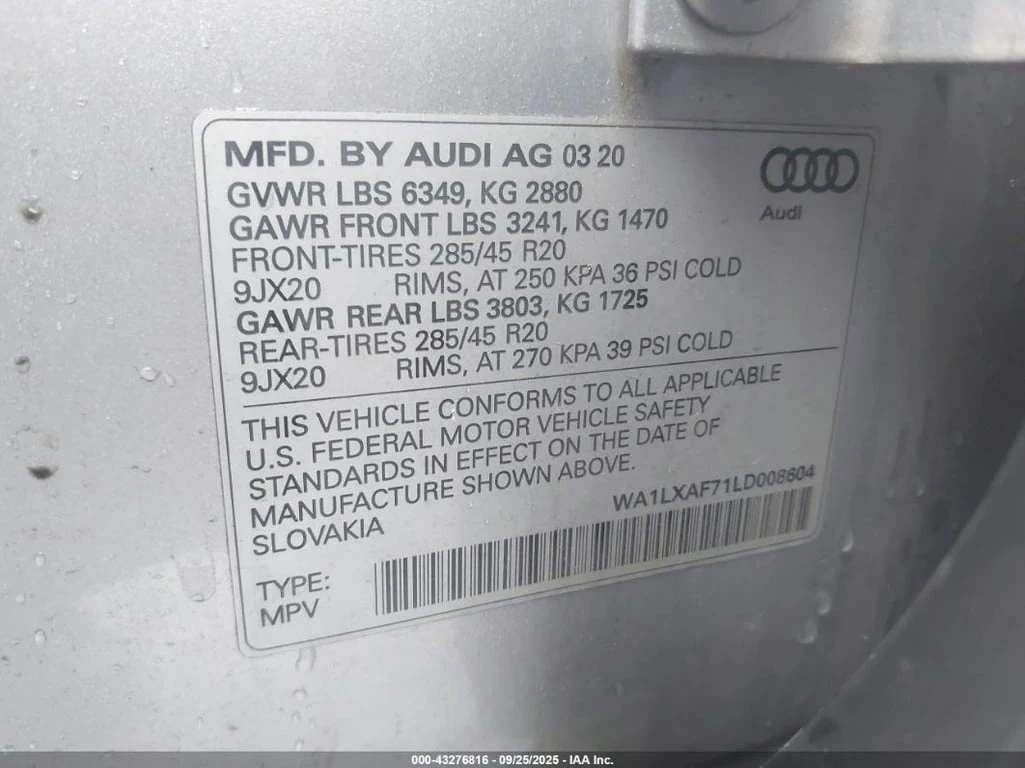 MFD. BY AUDI AG 03 20
GVWR LBS 6349, KG 2880
GAWR FRONT LBS 3241, KG 1470
FRONT-TIRES 285/45 R20
9JX20 RIMS, AT 250 KPA 36 PSI COLD
GAWR REAR LBS 3803, KG 1725
REAR-TIRES 285/45 R20
9JX20 RIMS, AT 270 KPA 39 PSI COLD
Audi
THIS VEHICLE CONFORMS TO ALL APPLICABLE
U.S. FEDERAL MOTOR VEHICLE SAFETY
STANDARDS IN EFFECT ON THE DATE OF
MANUFACTURE SHOWN ABOVE.
SLOVAKIA
WA1LXAF71LD008604
TYPE:
MPV
000-43276816 - 09/25/2025 - IAA Inc.